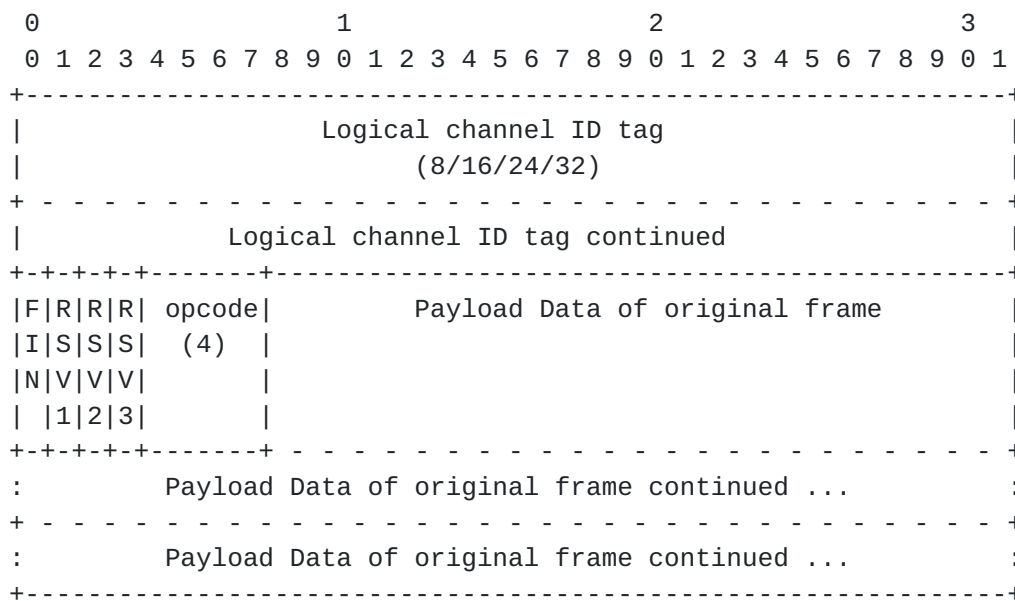 0                   1                   2                   3
 0 1 2 3 4 5 6 7 8 9 0 1 2 3 4 5 6 7 8 9 0 1 2 3 4 5 6 7 8 9 0 1
+---------------------------------------------------------------+
|                   Logical channel ID tag                      |
|                         (8/16/24/32)                          |
+ - - - - - - - - - - - - - - - - - - - - - - - - - - - - - - - +
|             Logical channel ID tag continued                  |
+-+-+-+-+-------+-----------------------------------------------+
|F|R|R|R| opcode|         Payload Data of original frame        |
|I|S|S|S|  (4)  |                                               |
|N|V|V|V|       |                                               |
| |1|2|3|       |                                               |
+-+-+-+-+-------+ - - - - - - - - - - - - - - - - - - - - - - - +
:         Payload Data of original frame continued ...          :
+ - - - - - - - - - - - - - - - - - - - - - - - - - - - - - - - +
:         Payload Data of original frame continued ...          :
+---------------------------------------------------------------+